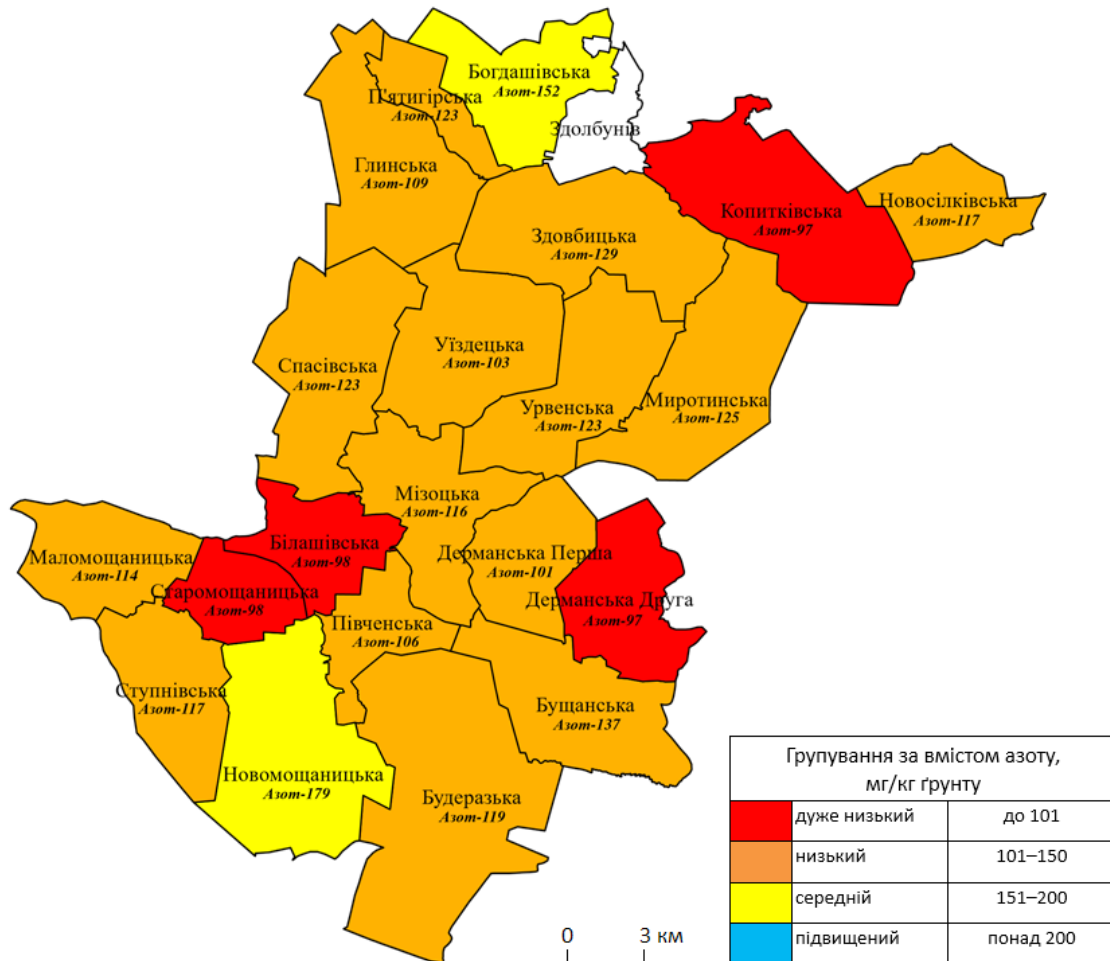 Богдашівська
Азот-152
П'ятигірська
Азот-123
Здолбунів
Глинська
Азот-109
Копитківська
Азот-97
Новосілківська
Азот-117
Здовбицька
Азот-129
Уїздецька
Азот-103
Спасівська
Азот-123
Урвенська
Азот-123
Миротинська
Азот-125
Мізоцька
Азот-116
Білашівська
Азот-98
Дерманська Перша
Азот-101
Маломощаницька
Азот-114
Старомощаницька
Азот-98
Дерманська Друга
Азот-97
Півченська
Азот-106
Ступнівська
Азот-117
Бущанська
Азот-137
Новомощаницька
Азот-179
Будеразька
Азот-119
Групування за вмістом азоту,
мг/кг ґрунту
дуже низький до 101
низький 101–150
середній 151–200
підвищений понад 200
0 3 км